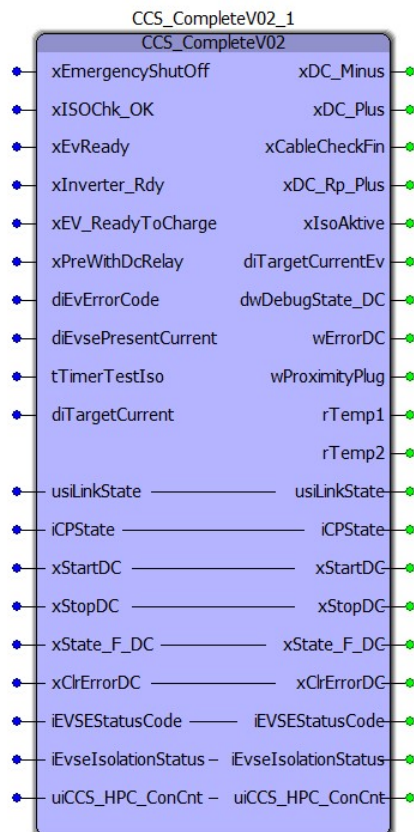 CCS_CompleteV02_1
CCS_CompleteV02
xEmergencyShutOff xDC_Minus
xISOChk_OK xDC_Plus
xEvReady xCableCheckFin
xInverter_Rdy xDC_Rp_Plus
xEV_ReadyToCharge xIsoAktive
xPreWithDcRelay diTargetCurrentEv
diEvErrorCode dwDebugState_DC
diEvsePresentCurrent wErrorDC
tTimerTestIso wProximityPlug
diTargetCurrent rTemp1
rTemp2
usiLinkState usiLinkState
iCPState iCPState
xStartDC xStartDC
xStopDC xStopDC
xState_F_DC xState_F_DC
xClrErrorDC xClrErrorDC
iEVSEStatusCode iEVSEStatusCode
iEvseIsolationStatus iEvseIsolationStatus
uiCCS_HPC_ConCnt uiCCS_HPC_ConCnt